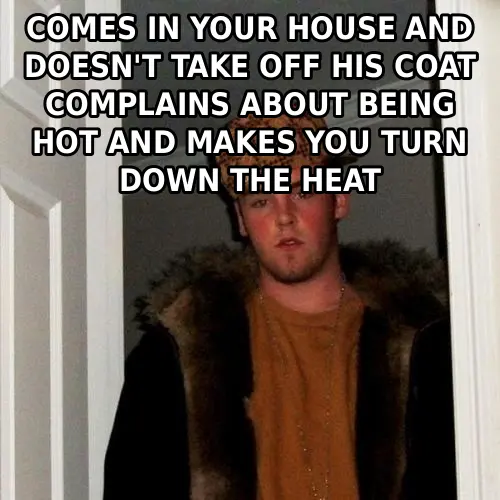 COMES IN YOUR HOUSE AND
DOESN'T TAKE OFF HIS COAT
COMPLAINS ABOUT BEING
HOT AND MAKES YOU TURN
DOWN THE HEAT